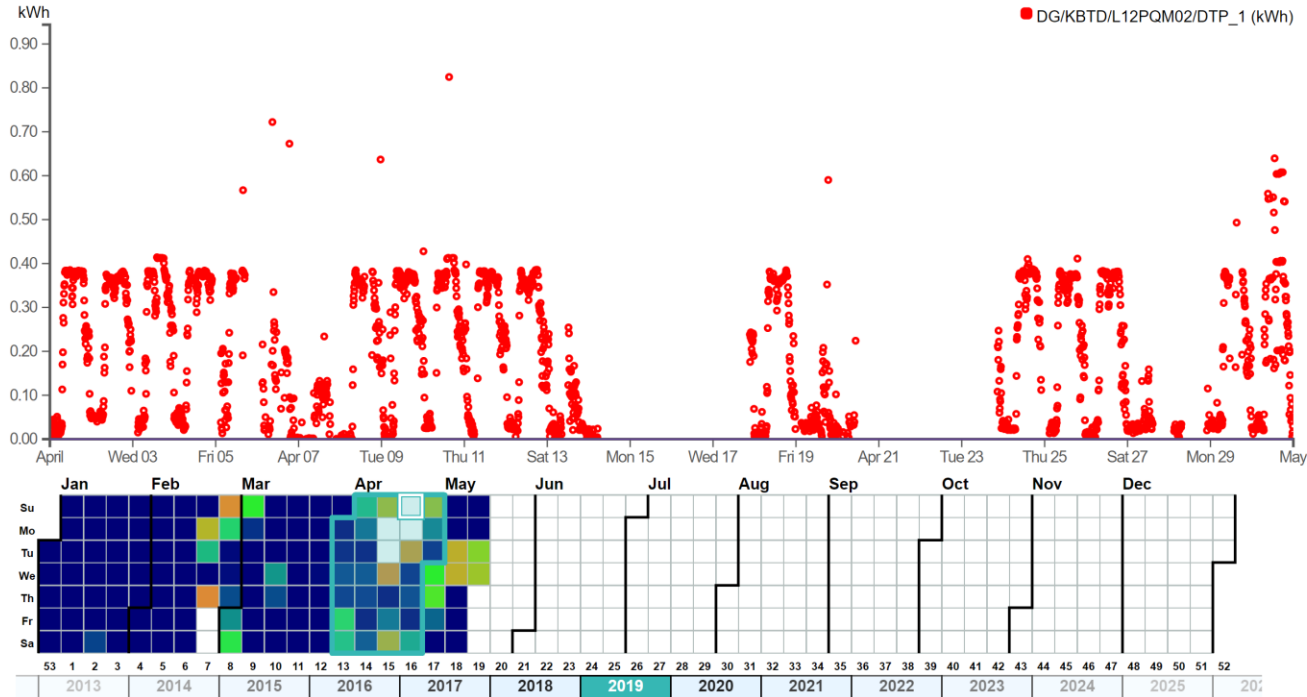 kWh
DG/KBTD/L12PQM02/DTP_1 (kWh)
0.90
0.80
0.70
0.60
0.50
0.40
0.30
0.20
0.10
0.00
April Wed 03 Fri 05 Apr 07 Tue 09 Thu 11 Sat 13 Mon 15 Wed 17 Fri 19 Apr 21 Tue 23 Thu 25 Sat 27 Mon 29 May
Jan Feb Mar Apr May Jun Jul Aug Sep Oct Nov Dec
Su
Mo
Tu
We
Th
Fr
Sa
53 1 2 3 4 5 6 7 8 9 10 11 12 13 14 15 16 17 18 19 20 21 22 23 24 25 26 27 28 29 30 31 32 33 34 35 36 37 38 39 40 41 42 43 44 45 46 47 48 49 50 51 52
2013 2014 2015 2016 2017 2018 2019 2020 2021 2022 2023 2024 2025